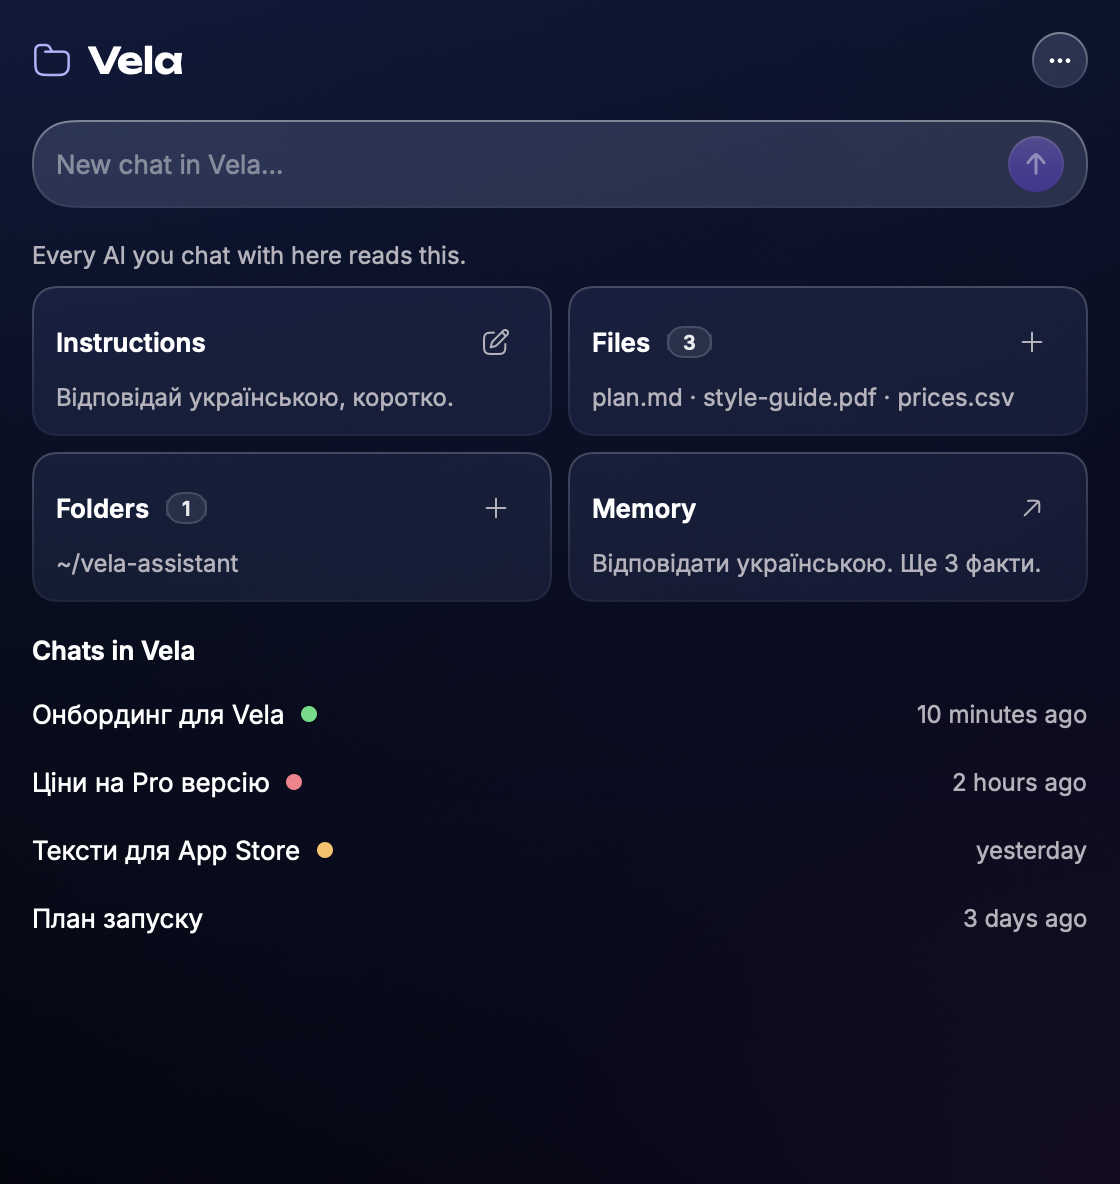 Vela
New chat in Vela...
Every AI you chat with here reads this.
Instructions
Відповідай українською, коротко.
Files 3
plan.md · style-guide.pdf · prices.csv
Folders 1
~/vela-assistant
Memory
Відповідати українською. Ще 3 факти.
Chats in Vela
Онбординг для Vela 10 minutes ago
Ціни на Pro версію 2 hours ago
Тексти для App Store yesterday
План запуску 3 days ago